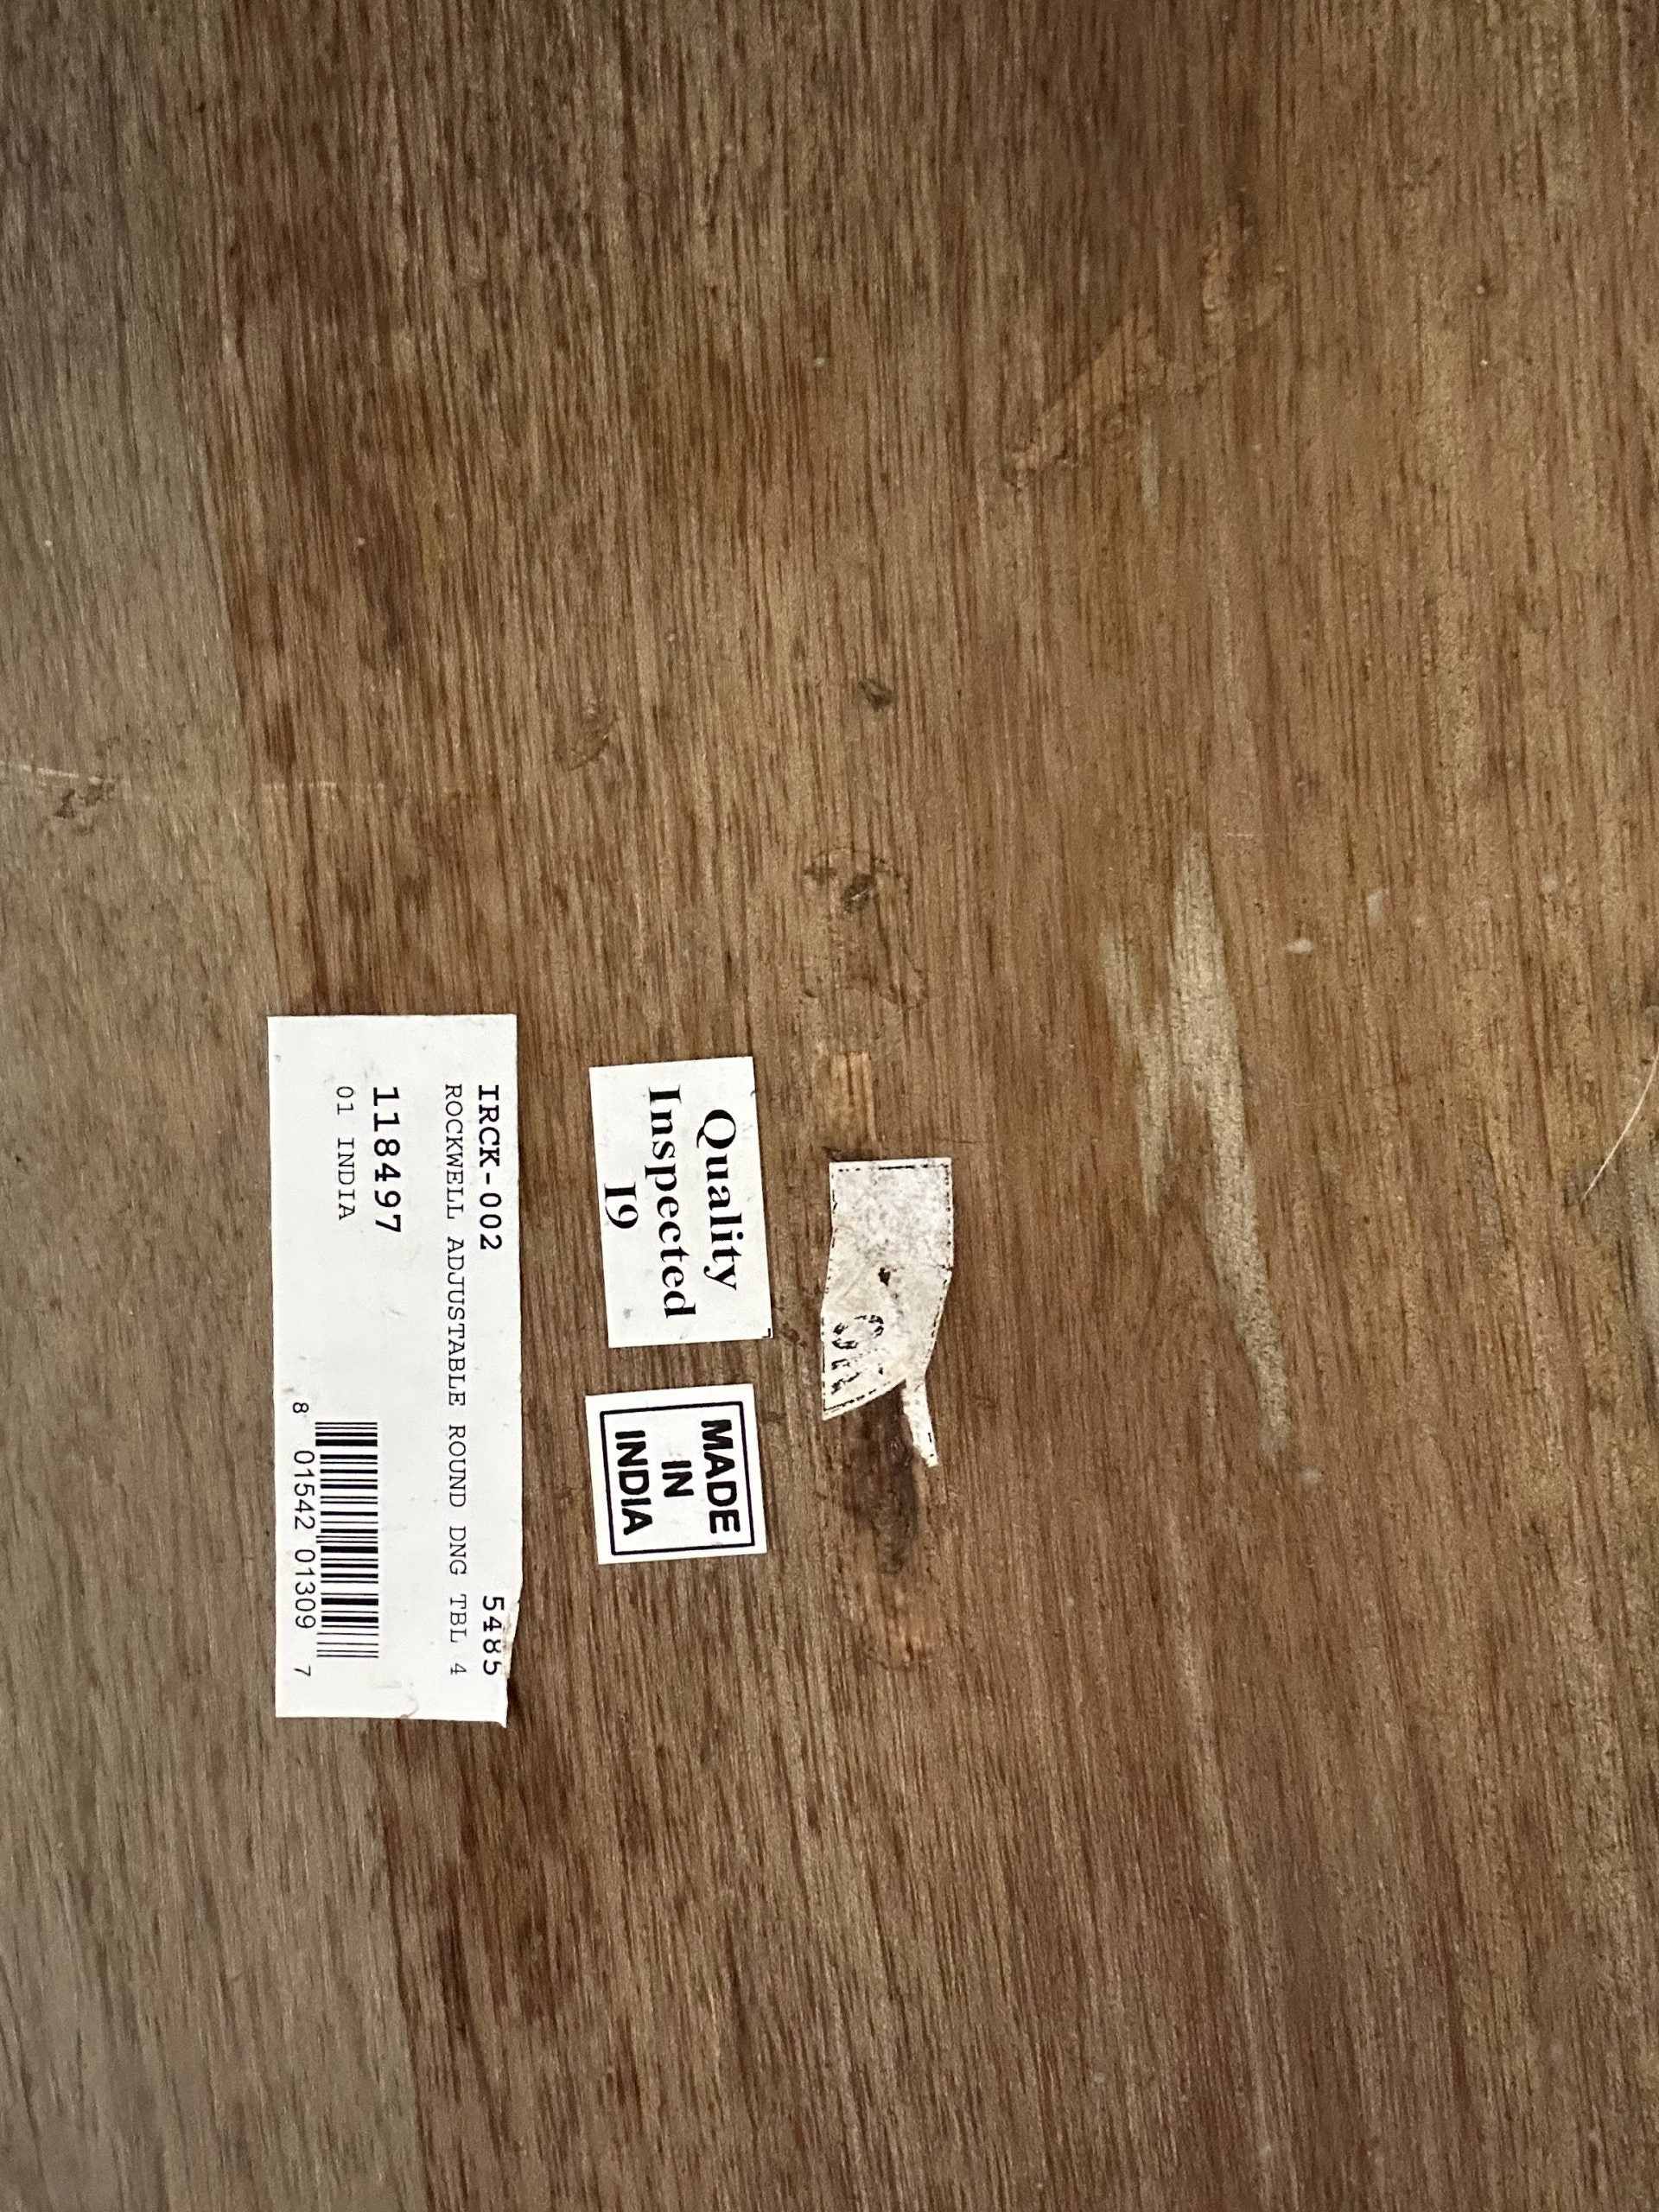 IRCK-002 5485
ROCKWELL ADJUSTABLE ROUND DNG TBL 4
118497
01 INDIA
8 01542 01309 7
Quality
Inspected
I9
MADE
IN
INDIA